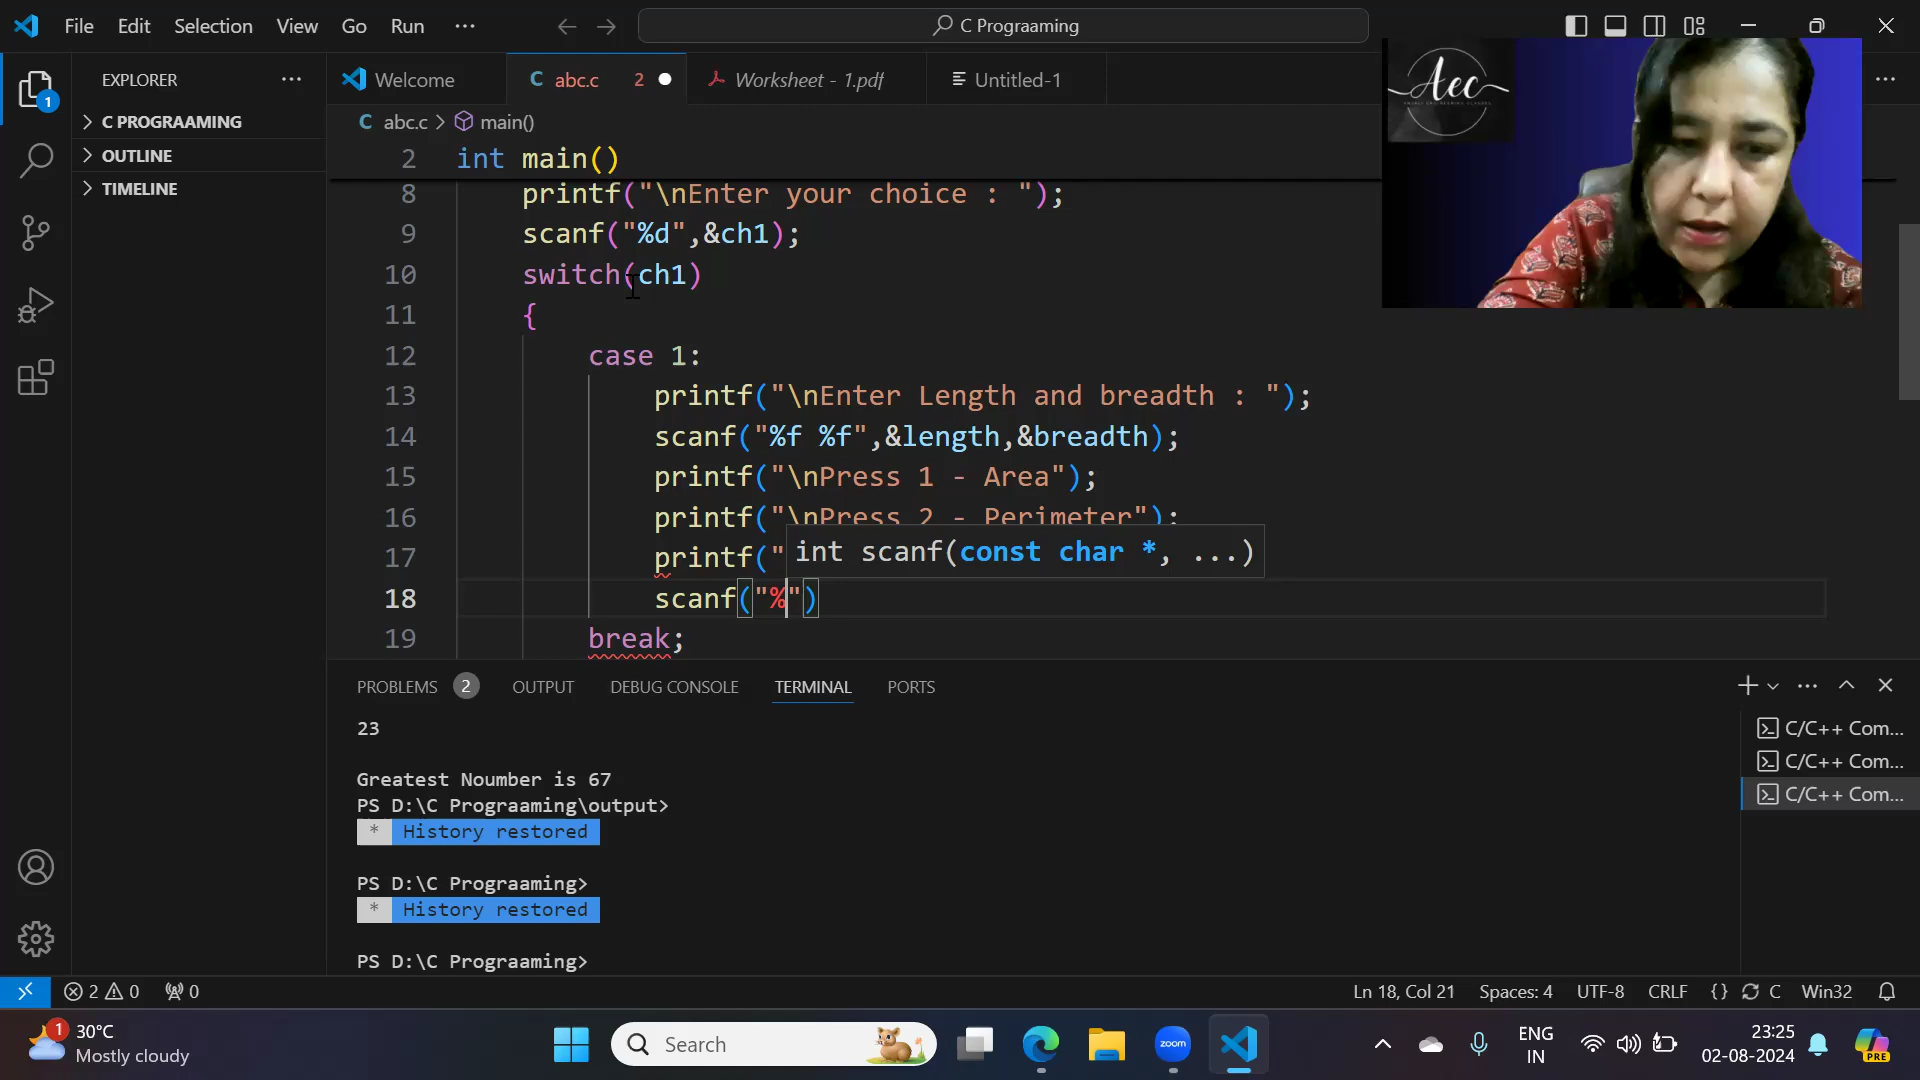 File Edit Selection View Go Run ...
C Prograaming
EXPLORER ...
Welcome
C abc.c 2
Worksheet - 1.pdf
Untitled-1
...
Aec
C PROGRAAMING
OUTLINE
TIMELINE
1
C abc.c > main()
2 int main()
8 printf("\nEnter your choice : ");
9 scanf("%d",&ch1);
10 switch(ch1)
11 {
12 case 1:
13 printf("\nEnter Length and breadth : ");
14 scanf("%f %f",&length,&breadth);
15 printf("\nPress 1 - Area");
16 printf("\nPress 2 - Perimeter");
17 printf("
int scanf(const char *, ...)
18 scanf("%")
19 break;
PROBLEMS 2 OUTPUT DEBUG CONSOLE TERMINAL PORTS
23
Greatest Noumber is 67
PS D:\C Prograaming\output>
* History restored
PS D:\C Prograaming>
* History restored
PS D:\C Prograaming>
C/C++ Com...
C/C++ Com...
C/C++ Com...
2 0 0 Ln 18, Col 21 Spaces: 4 UTF-8 CRLF {} C Win32
1
30°C
Mostly cloudy
Search
zoom
ENG
IN
23:25
02-08-2024
PRE